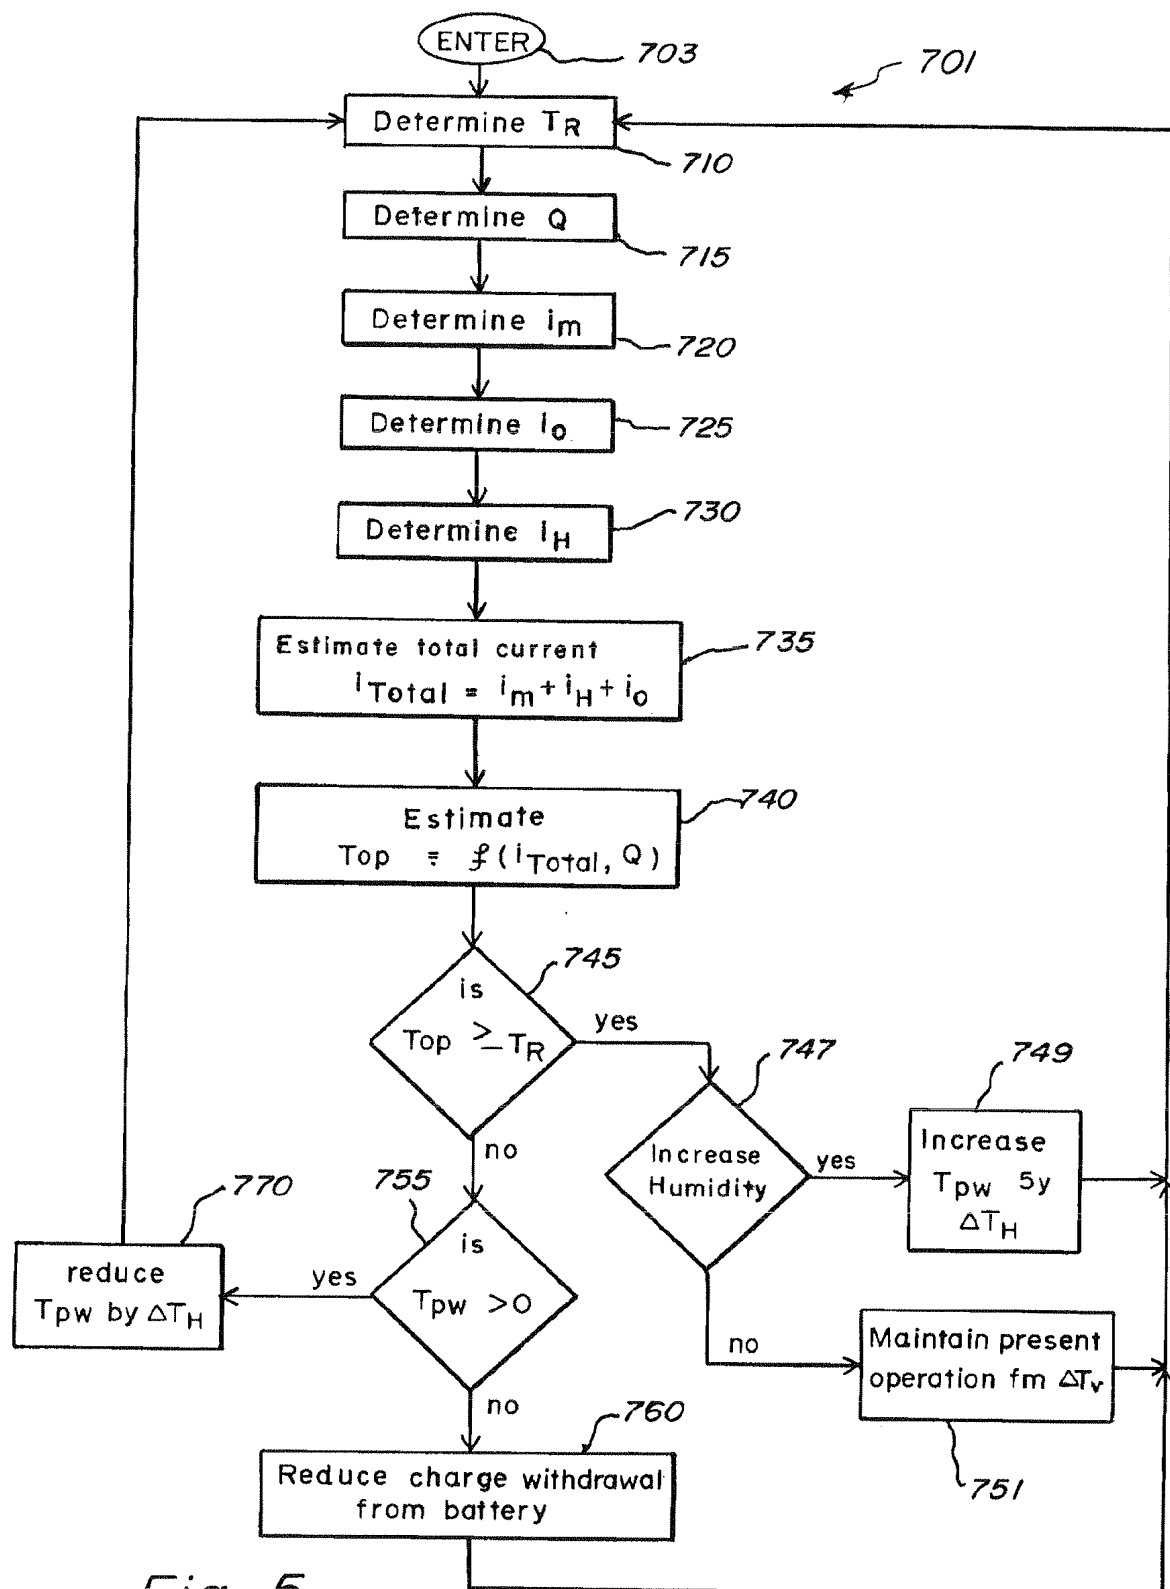 ENTER
703
701
Determine TR
710
Determine Q
715
Determine im
720
Determine io
725
Determine iH
730
Estimate total current
iTotal = im + iH + io
735
Estimate
Top = f(iTotal, Q)
740
is
Top ≥ TR
745
yes
no
747
Increase
Humidity
yes
no
749
Increase
Tpw 5y
ΔTH
770
reduce
Tpw by ΔTH
755
is
Tpw >0
yes
no
Maintain present
operation fm ΔTv
751
760
Reduce charge withdrawal
from battery
Fig. 5